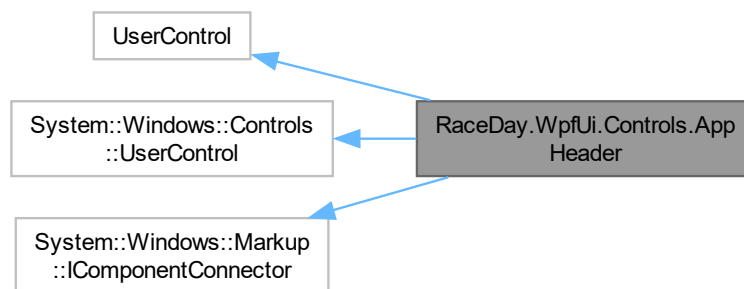 UserControl
System::Windows::Controls
::UserControl
RaceDay.WpfUi.Controls.App
Header
System::Windows::Markup
::IComponentConnector